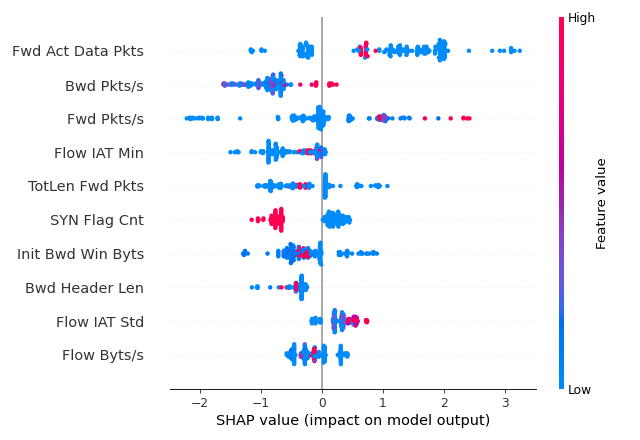 High
Fwd Act Data Pkts
Bwd Pkts/s
Fwd Pkts/s
Flow IAT Min
TotLen Fwd Pkts
SYN Flag Cnt
Init Bwd Win Byts
Bwd Header Len
Flow IAT Std
Flow Byts/s
Feature value
Low
−2 −1 0 1 2 3
SHAP value (impact on model output)